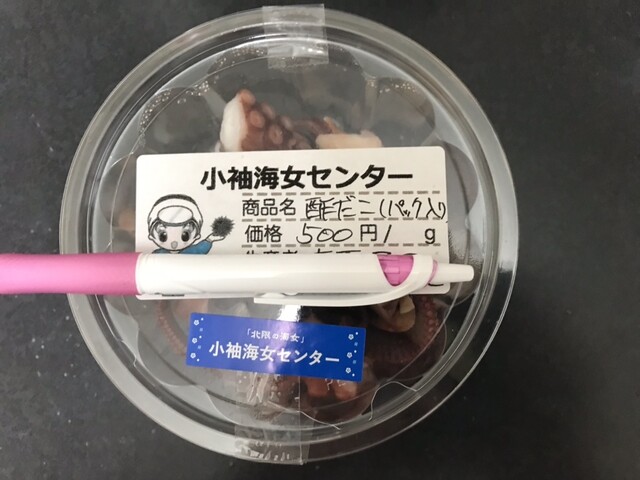 小袖海女センター
商品名 酢だこ(パック入)
価格 500円/ g
「北限の海女」
小袖海女センター